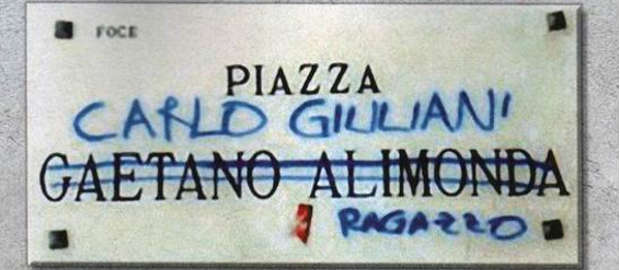 FOCE
PIAZZA
CARLO GIULIANI
GAETANO ALIMONDA
RAGAZZO